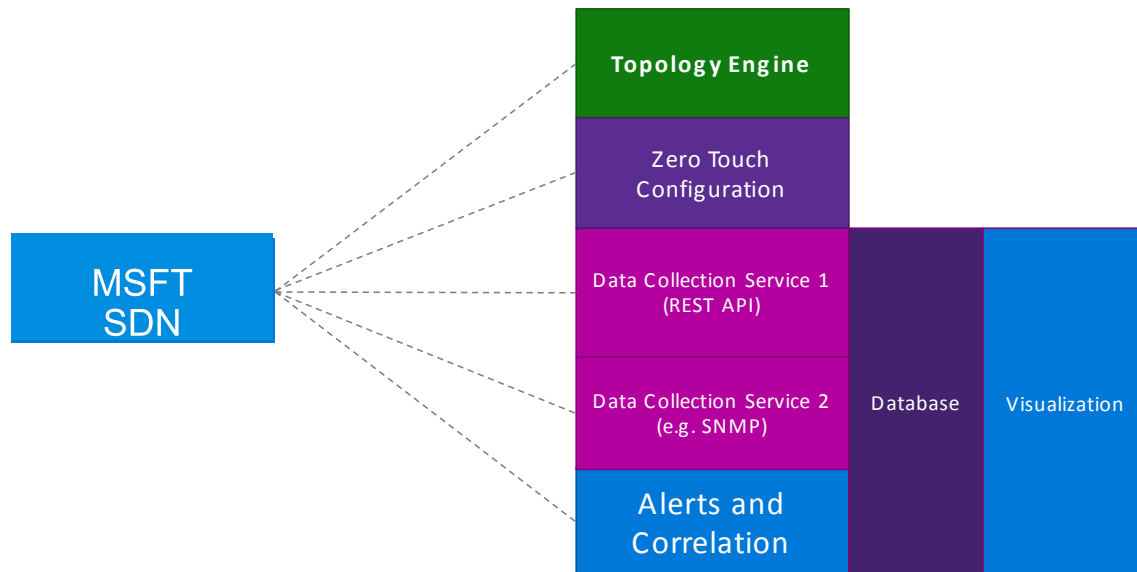 Topology Engine
Zero Touch
Configuration
MSFT
SDN
Data Collection Service 1
(REST API)
Data Collection Service 2
(e.g. SNMP)
Database
Visualization
Alerts and
Correlation